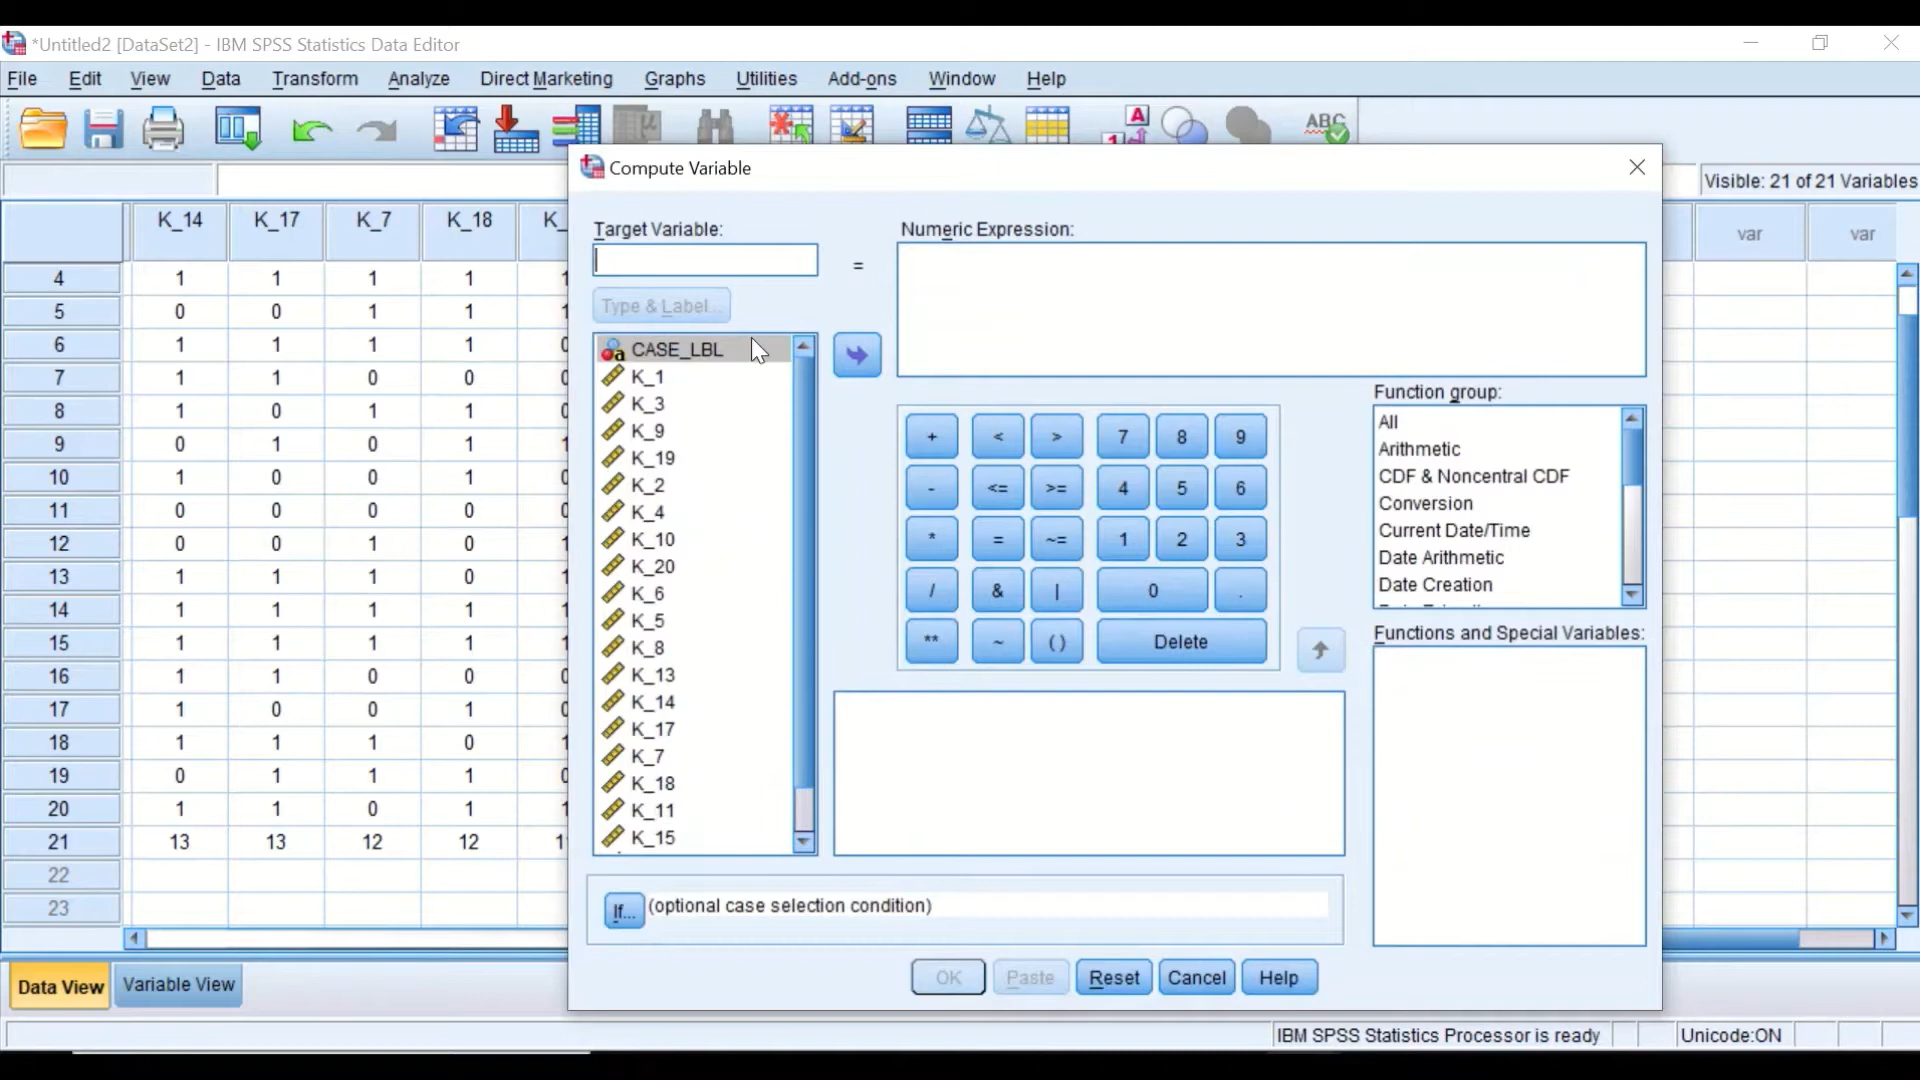 *Untitled2 [DataSet2] - IBM SPSS Statistics Data Editor
File Edit View Data Transform Analyze Direct Marketing Graphs Utilities Add-ons Window Help
A
1
ABC
Compute Variable
Visible: 21 of 21 Variables
K_14 K_17 K_7 K_18 K_
var var
4 1 1 1 1
5 0 0 1 1
6 1 1 1 1
7 1 1 0 0
8 1 0 1 1
9 0 1 0 1
10 1 0 0 1
11 0 0 0 0
12 0 0 1 0
13 1 1 1 0
14 1 1 1 1
15 1 1 1 1
16 1 1 0 0
17 1 0 0 1
18 1 1 1 0
19 0 1 1 1
20 1 1 0 1
21 13 13 12 12
22
23
Target Variable:
=
Numeric Expression:
Type & Label...
CASE_LBL
K_1
K_3
K_9
K_19
K_2
K_4
K_10
K_20
K_6
K_5
K_8
K_13
K_14
K_17
K_7
K_18
K_11
K_15
+ < > 7 8 9
- <= >= 4 5 6
* = ~= 1 2 3
/ & | 0 .
** ~ () Delete
Function group:
All
Arithmetic
CDF & Noncentral CDF
Conversion
Current Date/Time
Date Arithmetic
Date Creation
Functions and Special Variables:
If... (optional case selection condition)
OK Paste Reset Cancel Help
Data View Variable View
IBM SPSS Statistics Processor is ready Unicode:ON